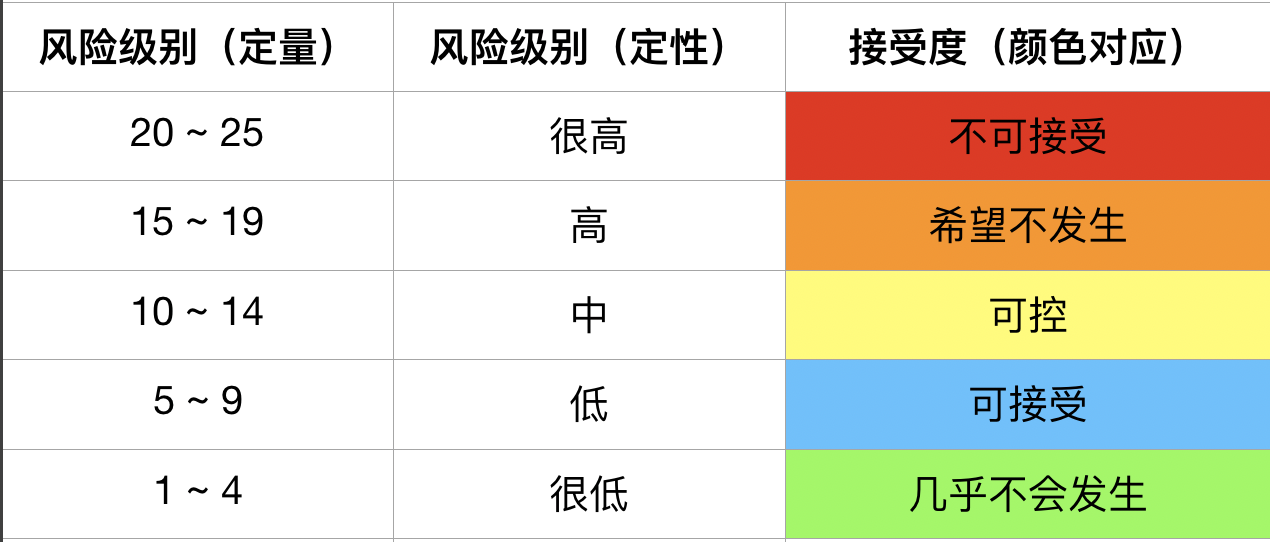 风险级别（定量） 风险级别（定性） 接受度（颜色对应）
20 ~ 25 很高 不可接受
15 ~ 19 高 希望不发生
10 ~ 14 中 可控
5 ~ 9 低 可接受
1 ~ 4 很低 几乎不会发生